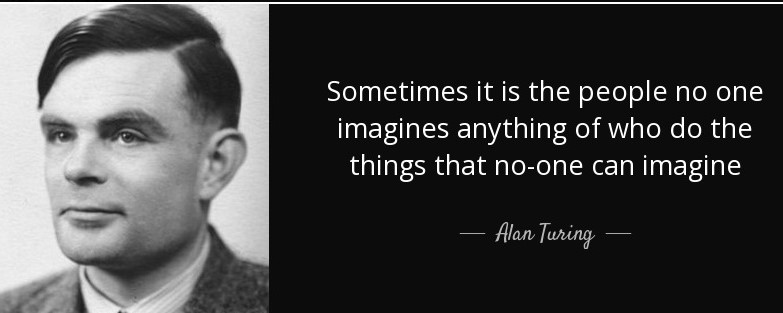 Sometimes it is the people no one
imagines anything of who do the
things that no-one can imagine
Alan Turing